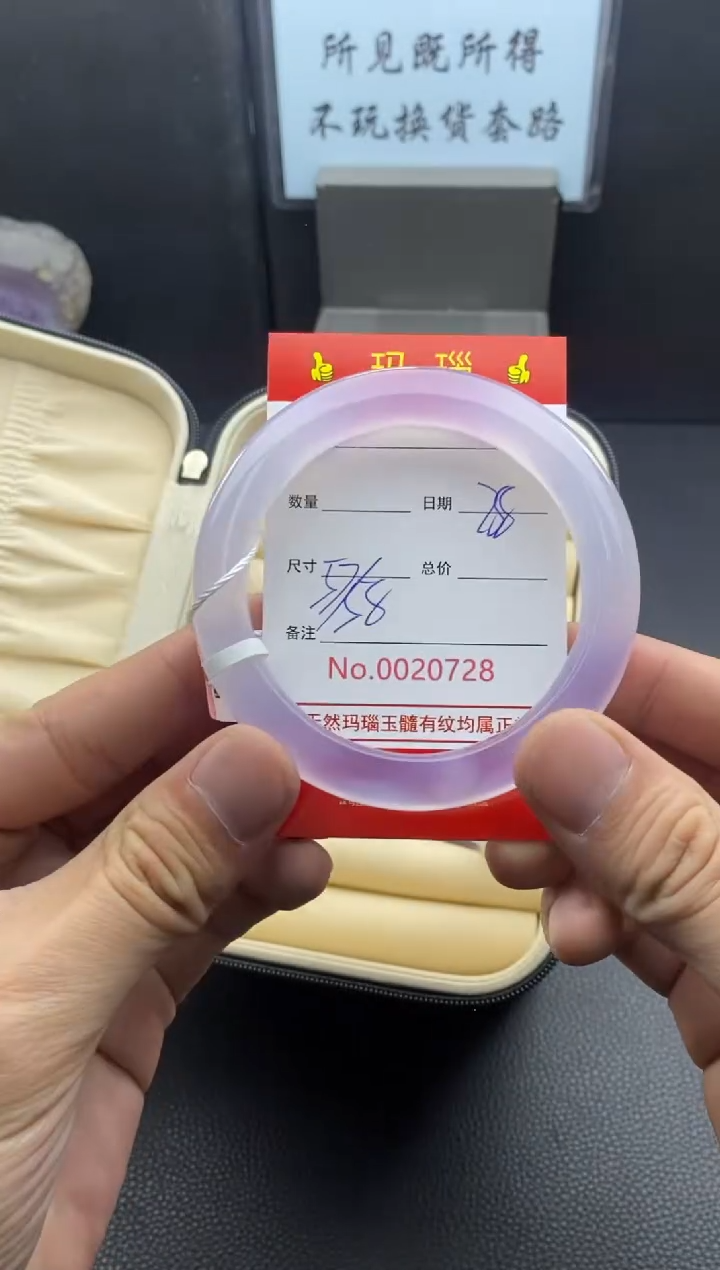 所见既所得
不玩换货套路
玛 瑙
数量 日期
尺寸 57/58 总价
备注
No.0020728
天然玛瑙玉髓有纹均属正